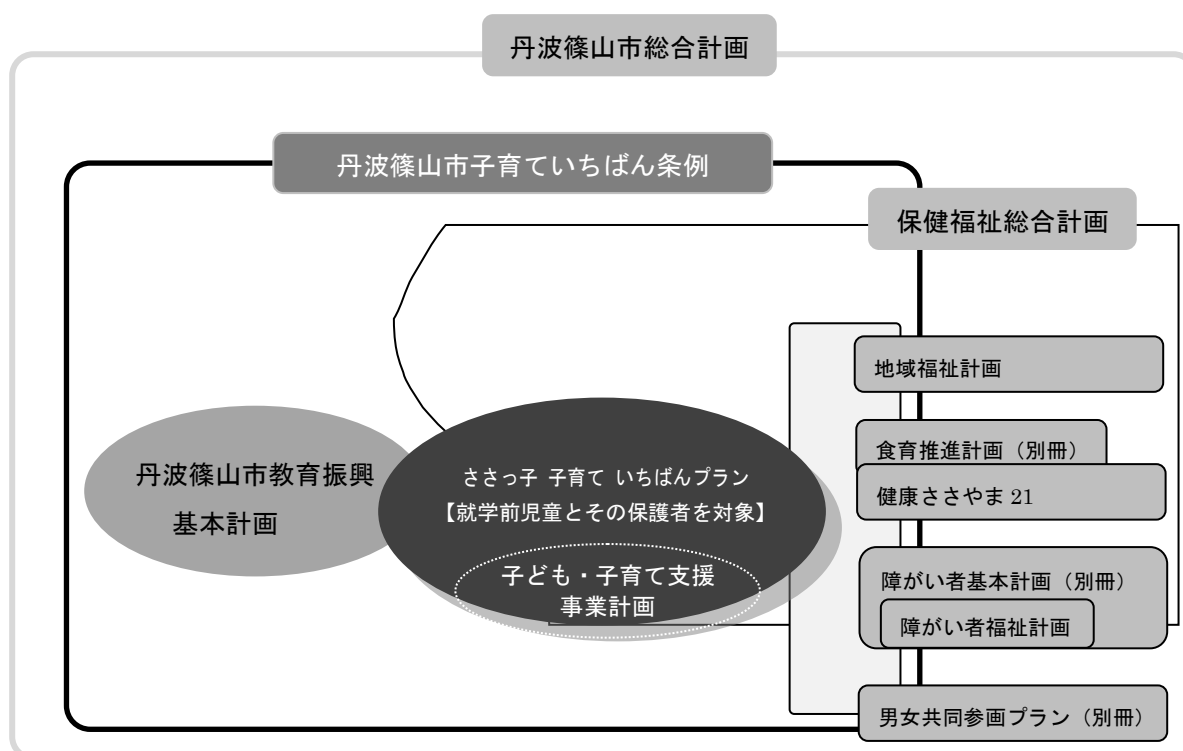 丹波篠山市総合計画
丹波篠山市子育ていちばん条例
保健福祉総合計画
地域福祉計画
食育推進計画（別冊）
健康ささやま 21
丹波篠山市教育振興
基本計画
ささっ子 子育て いちばんプラン
【就学前児童とその保護者を対象】
子ども・子育て支援
事業計画
障がい者基本計画（別冊）
障がい者福祉計画
男女共同参画プラン（別冊）